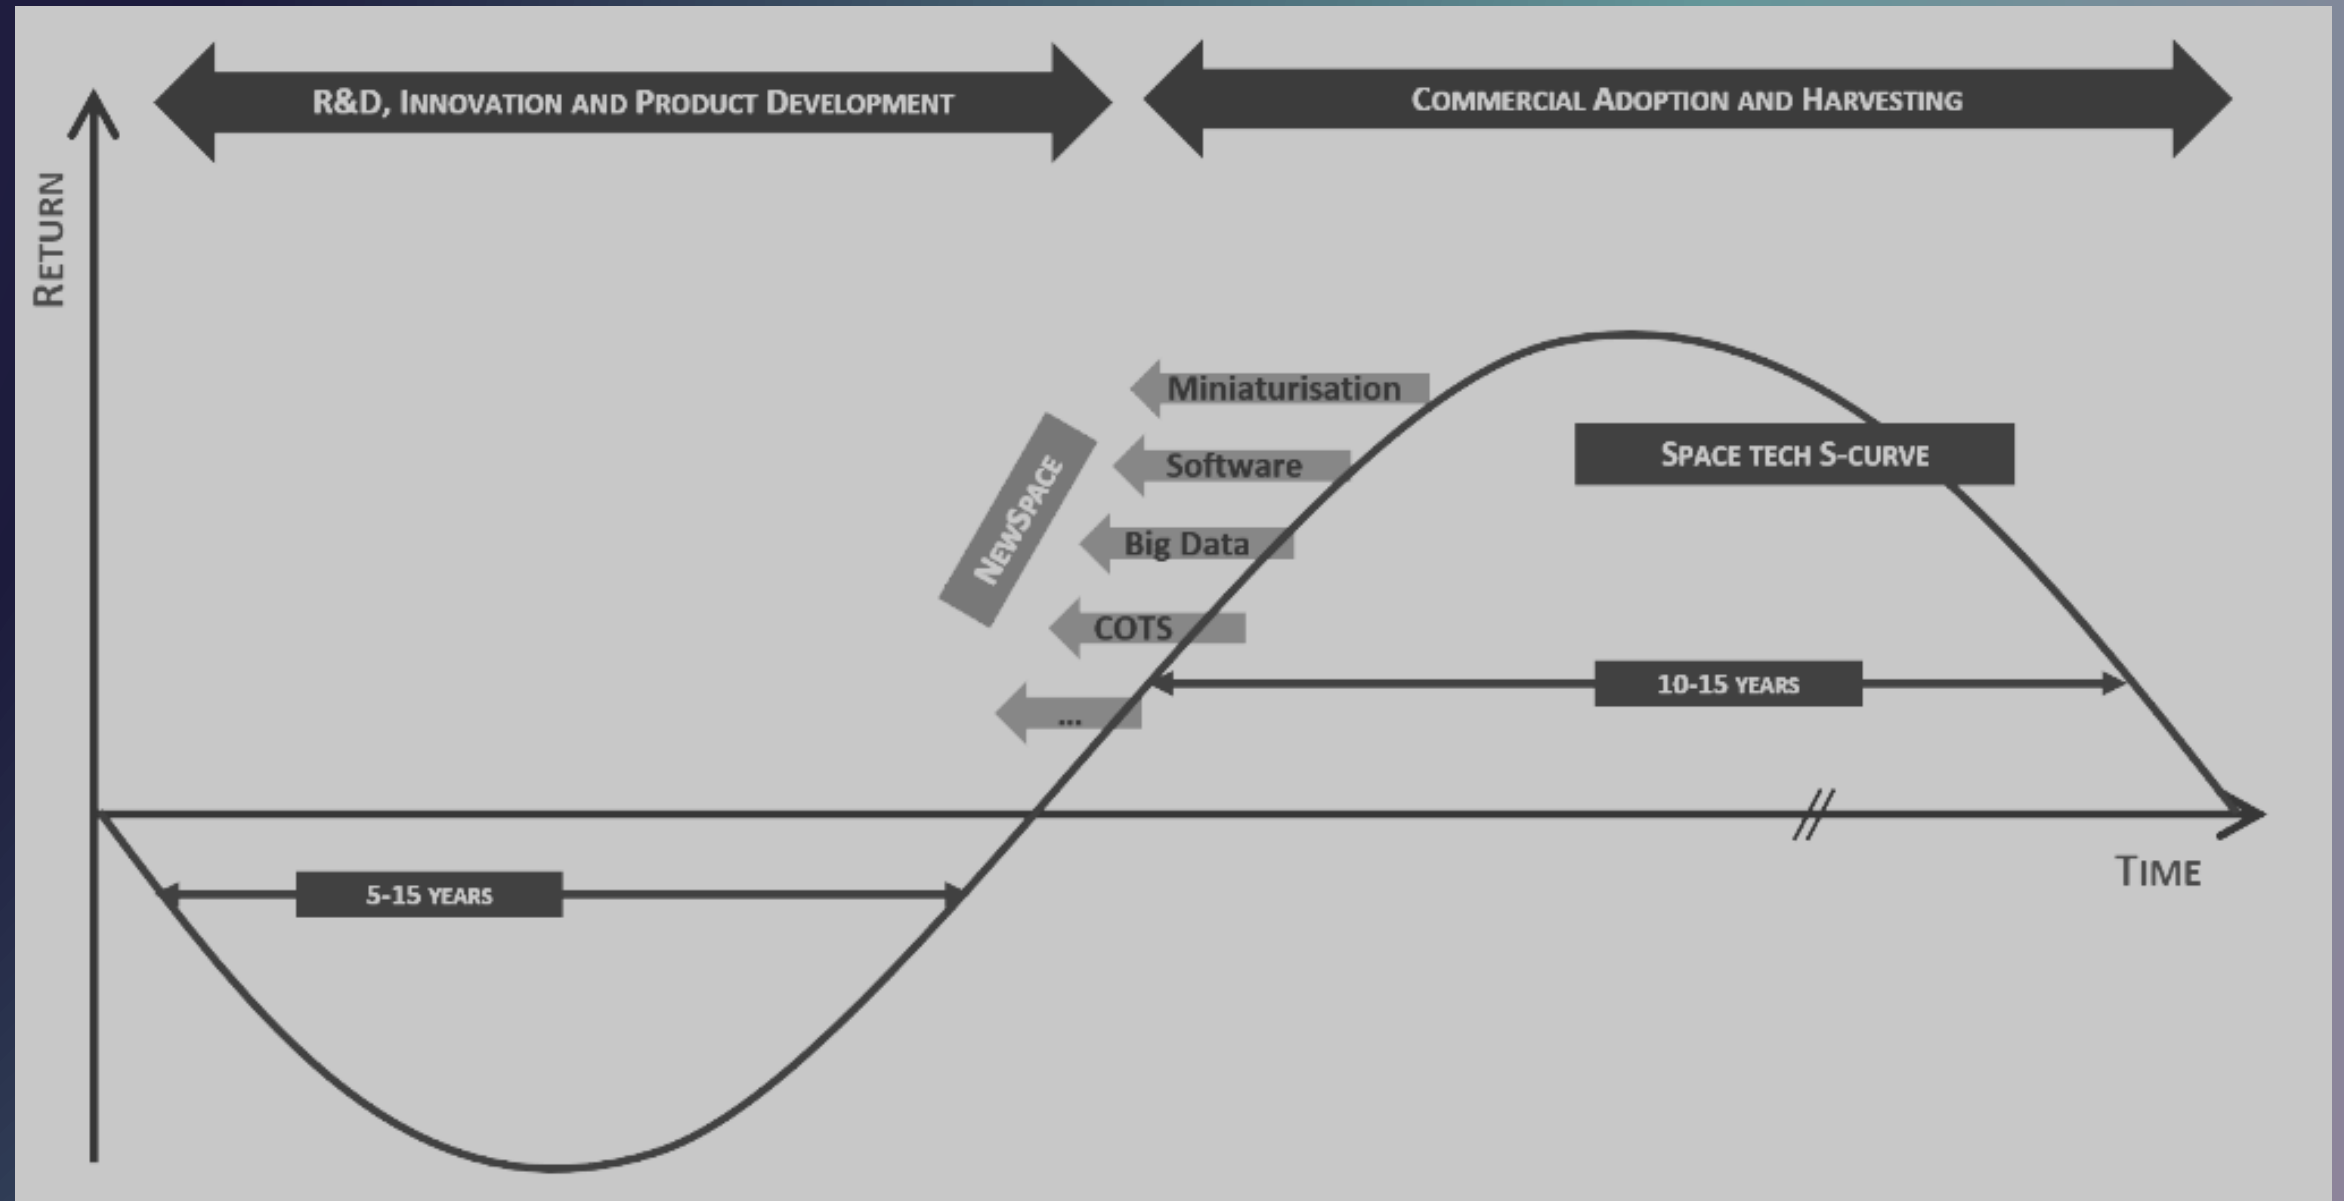 R&D, INNOVATION AND PRODUCT DEVELOPMENT
COMMERCIAL ADOPTION AND HARVESTING
RETURN
Miniaturisation
Software
Big Data
COTS
...
NEWSPACE
SPACE TECH S-CURVE
10-15 YEARS
5-15 YEARS
TIME